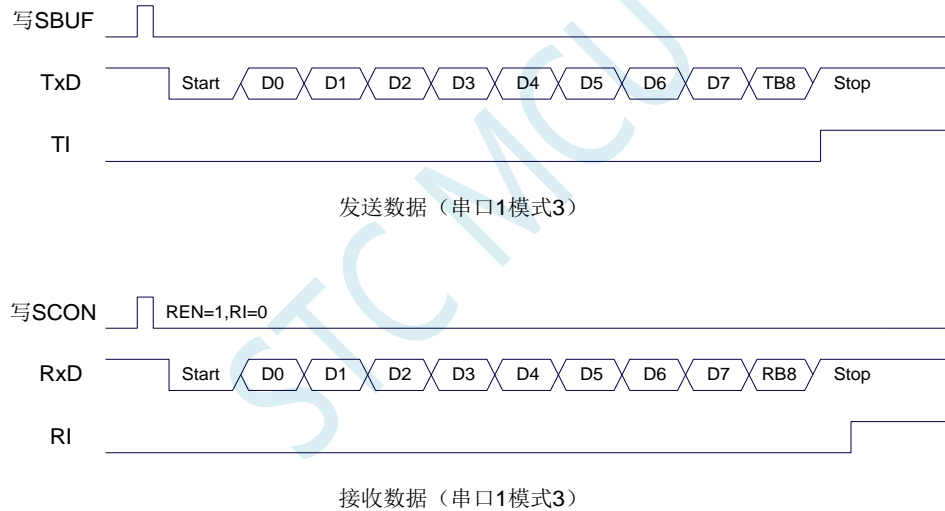 写SBUF
TxD Start D0 D1 D2 D3 D4 D5 D6 D7 TB8 Stop
TI
发送数据（串口1模式3）
写SCON REN=1,RI=0
RxD Start D0 D1 D2 D3 D4 D5 D6 D7 RB8 Stop
RI
接收数据（串口1模式3）
STC MCU